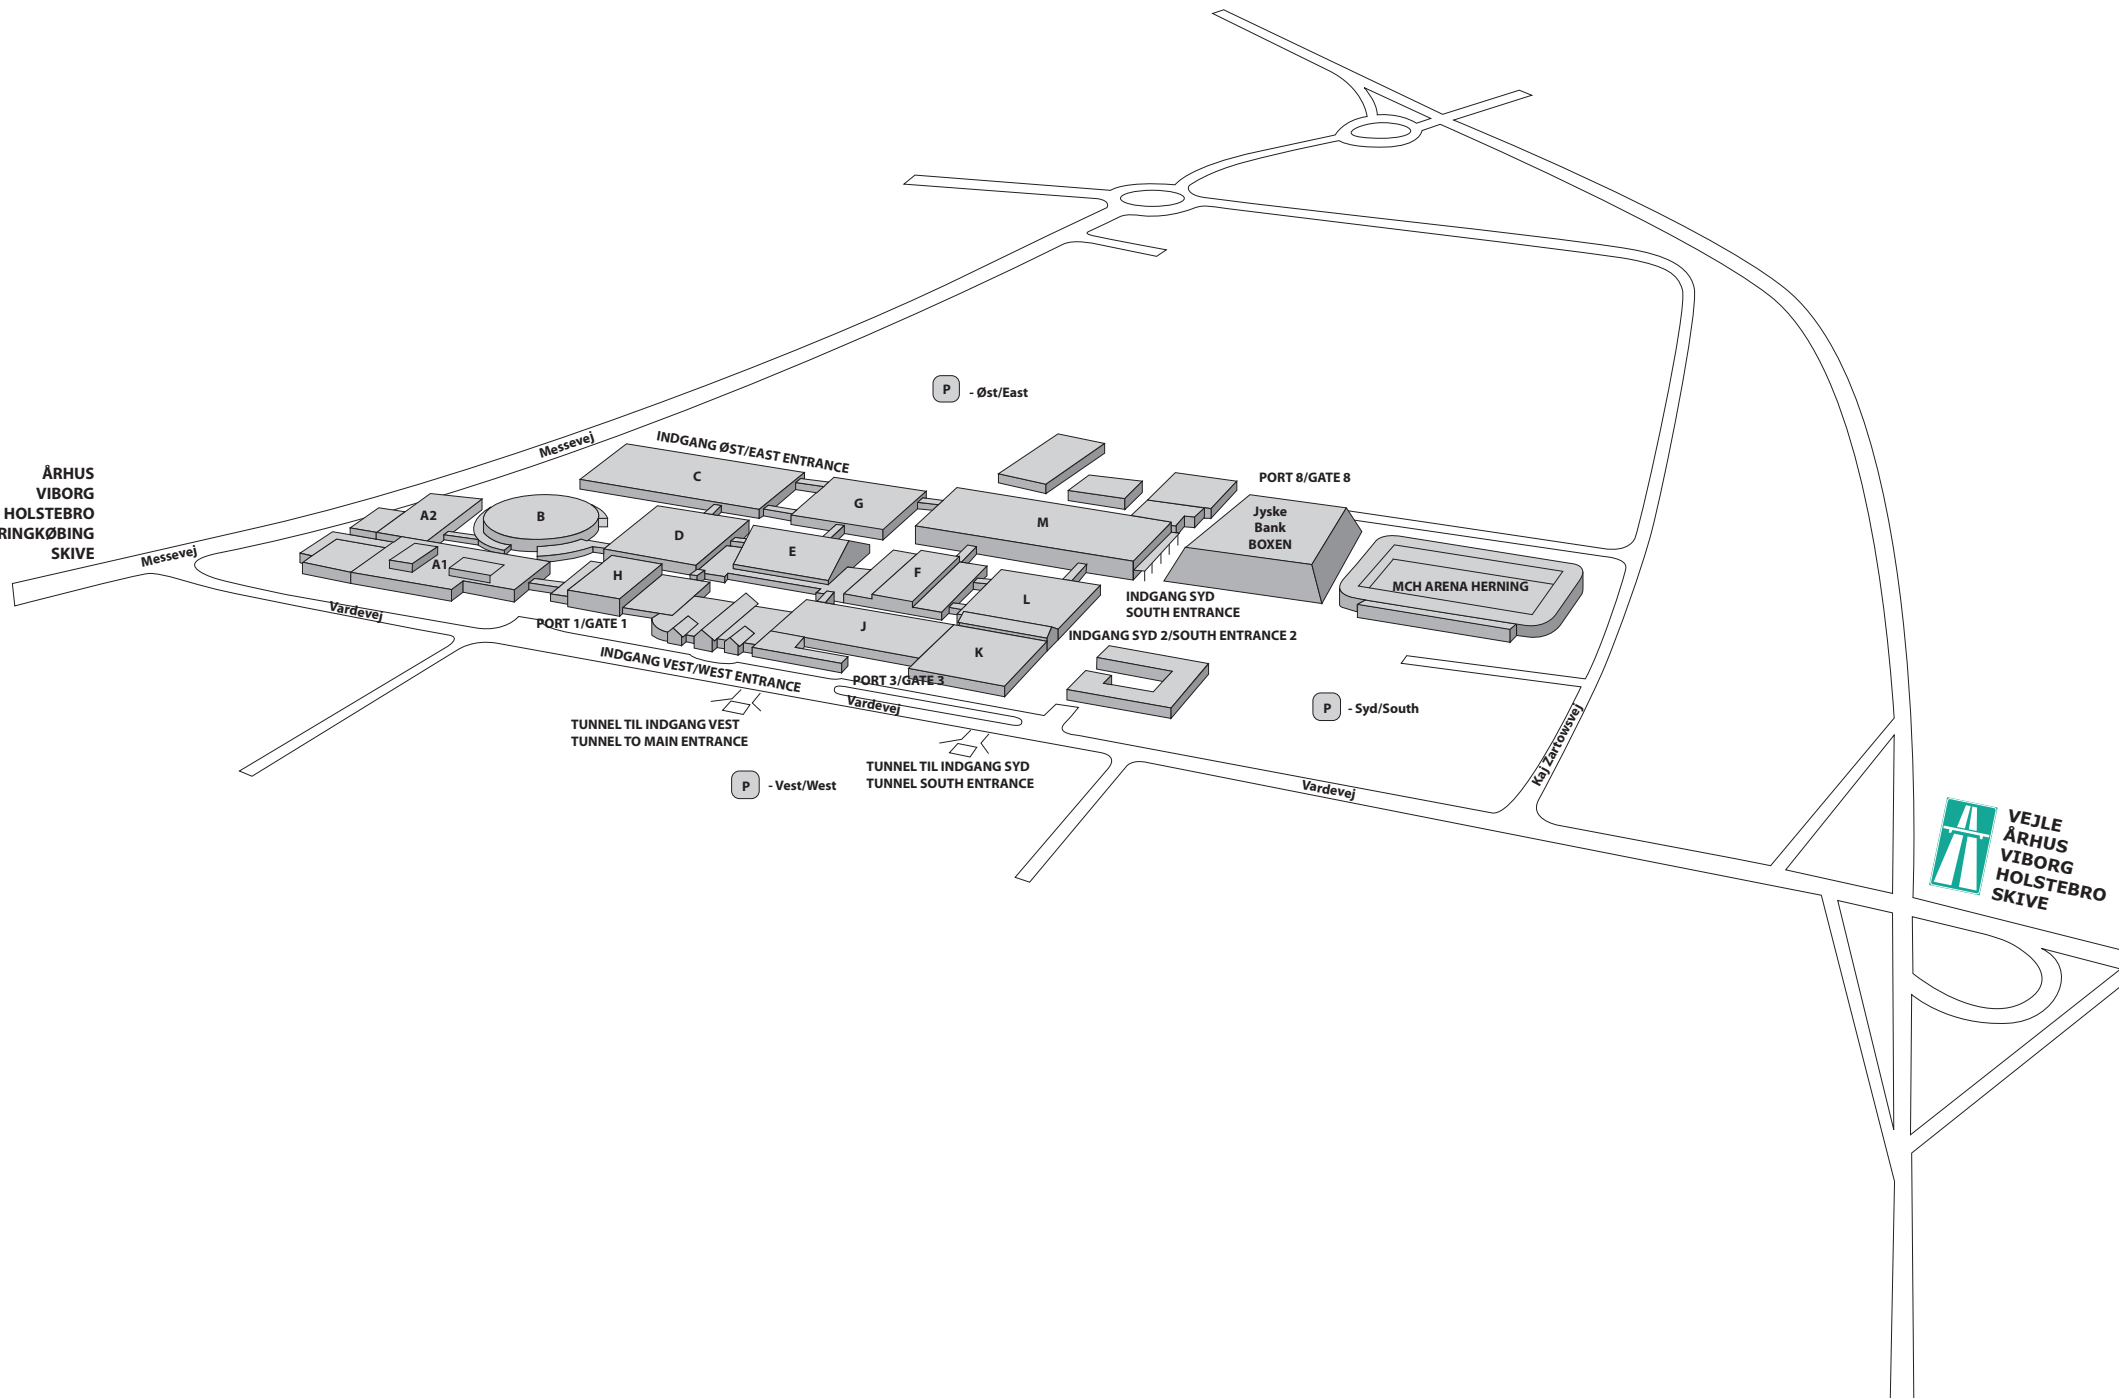 P
- Øst/East
Messevej
INDGANG ØST/EAST ENTRANCE
ÅRHUS
VIBORG
HOLSTEBRO
RINGKØBING
SKIVE
Messevej
C
G
M
PORT 8/GATE 8
Jyske
Bank
BOXEN
A2
B
D
E
F
A1
H
L
J
K
MCH ARENA HERNING
INDGANG SYD
SOUTH ENTRANCE
INDGANG SYD 2/SOUTH ENTRANCE 2
Vardevej
PORT 1/GATE 1
INDGANG VEST/WEST ENTRANCE
PORT 3/GATE 3
Vardevej
P
- Syd/South
TUNNEL TIL INDGANG VEST
TUNNEL TO MAIN ENTRANCE
TUNNEL TIL INDGANG SYD
TUNNEL SOUTH ENTRANCE
P
- Vest/West
Vardevej
Kaj Zartowsvej
VEJLE
ÅRHUS
VIBORG
HOLSTEBRO
SKIVE